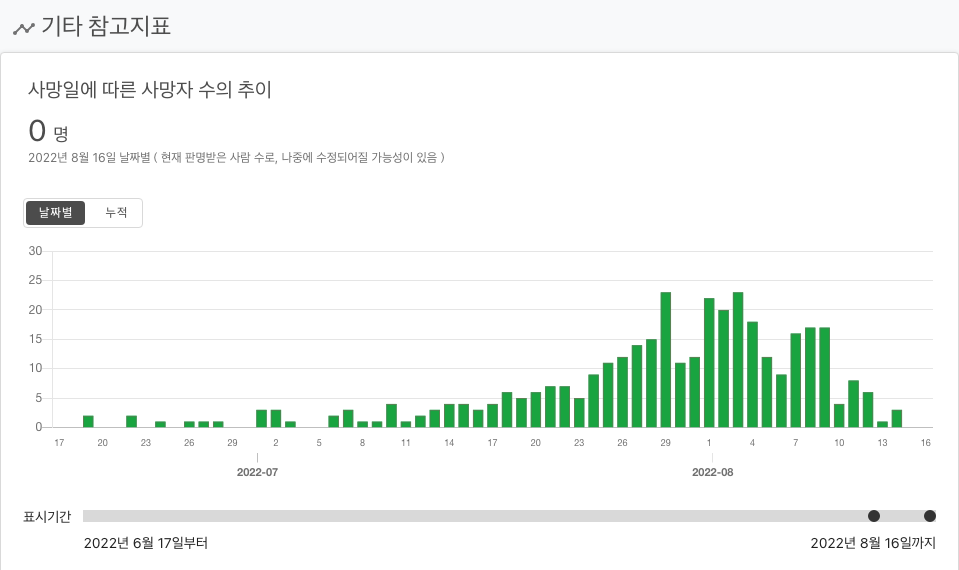 기타 참고지표
사망일에 따른 사망자 수의 추이
0 명
2022년 8월 16일 날짜별 ( 현재 판명받은 사람 수로, 나중에 수정되어질 가능성이 있음 )
날짜별 누적
30
25
20
15
10
5
0
17 20 23 26 29 2 5 8 11 14 17 20 23 26 29 1 4 7 10 13 16
2022-07 2022-08
표시기간
2022년 6월 17일부터 2022년 8월 16일까지